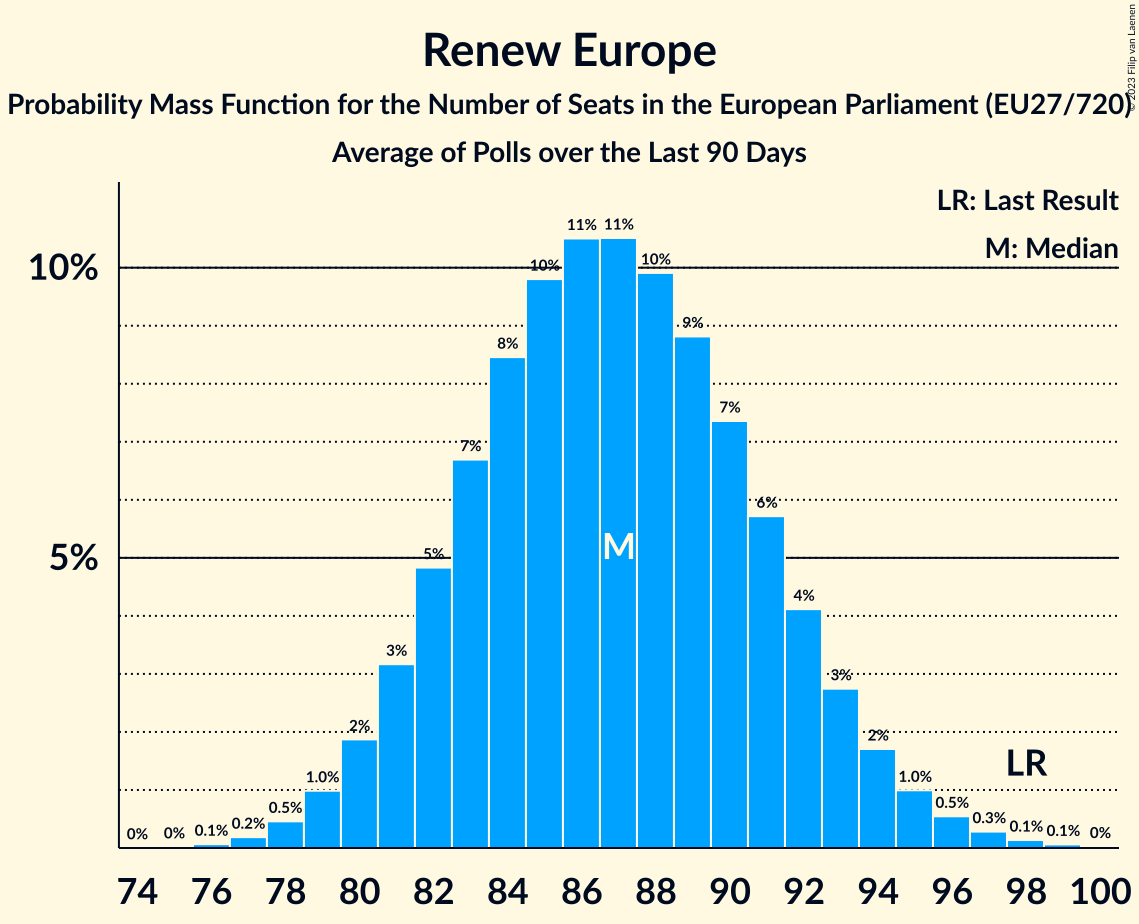 Renew Europe
Probability Mass Function for the Number of Seats in the European Parliament (EU27/720)
Average of Polls over the Last 90 Days
© 2023 Filip van Laenen
LR: Last Result
M: Median
10%
5%
0% 0% 0.1% 0.2% 0.5% 1.0% 2% 3% 5% 7% 8% 10% 11% 11% 10% 9% 7% 6% 4% 3% 2% 1.0% 0.5% 0.3% 0.1% 0.1% 0%
M
LR
74 76 78 80 82 84 86 88 90 92 94 96 98 100